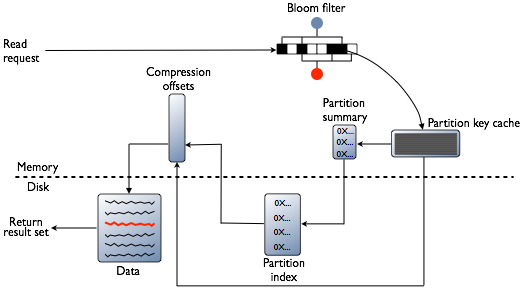 Bloom filter
Read
request
Compression
offsets
Partition
summary
Partition key cache
0X...
0X...
0X...
Memory
Disk
0X...
0X...
0X...
0X...
Return
result set
Data
Partition
index